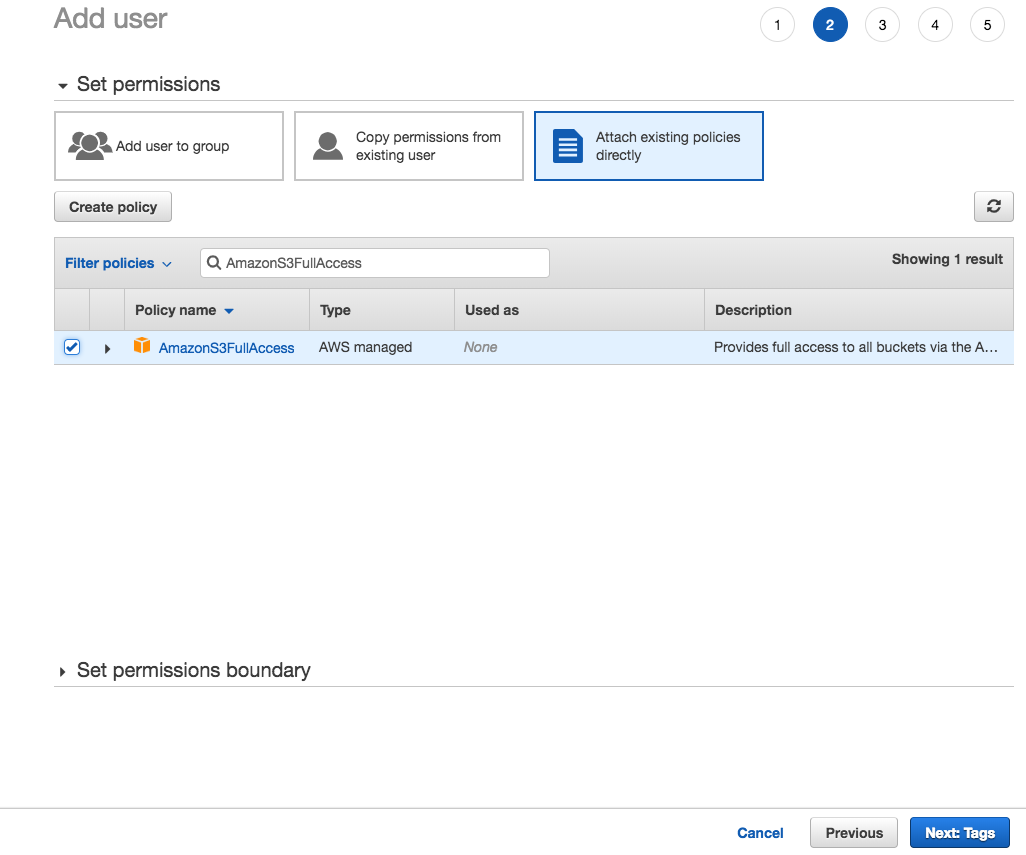 Add user
1 2 3 4 5
Set permissions
Add user to group
Copy permissions from
existing user
Attach existing policies
directly
Create policy
Filter policies
AmazonS3FullAccess
Showing 1 result
Policy name Type Used as Description
AmazonS3FullAccess AWS managed None Provides full access to all buckets via the A...
Set permissions boundary
Cancel Previous Next: Tags